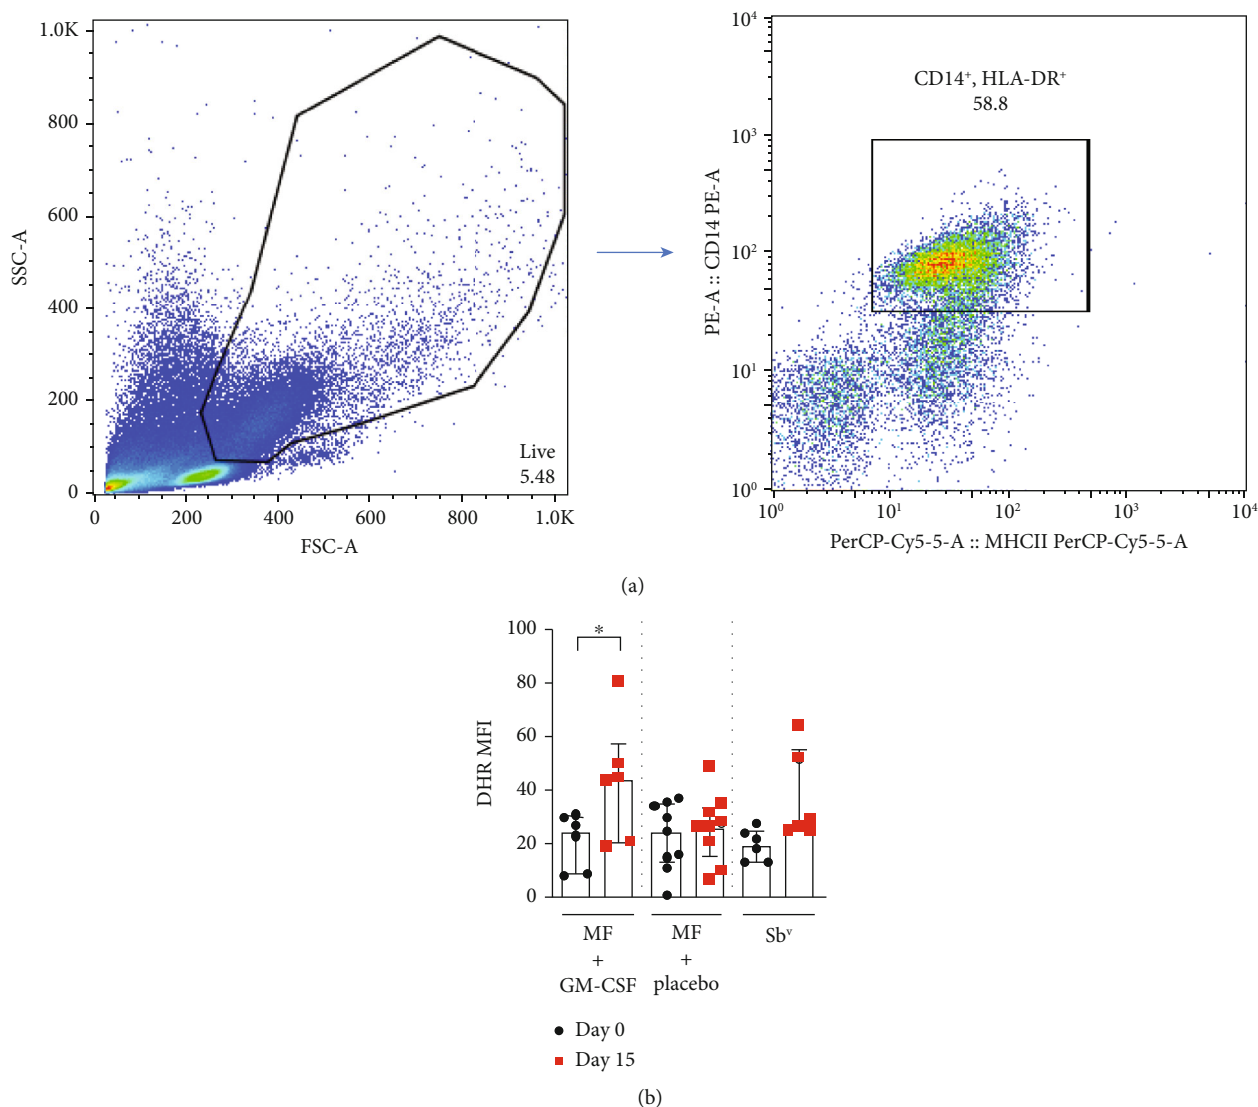 1.0K
800
600
400
200
0
SSC-A
0 200 400 600 800 1.0K
FSC-A
Live
5.48
10⁴
10³
10²
10¹
10⁰
PE-A :: CD14 PE-A
CD14⁺, HLA-DR⁺
58.8
10⁰ 10¹ 10² 10³ 10⁴
PerCP-Cy5-5-A :: MHCII PerCP-Cy5-5-A
(a)
100
80
60
40
20
0
DHR MFI
*
MF
+
GM-CSF
MF
+
placebo
Sbᵛ
Day 0
Day 15
(b)